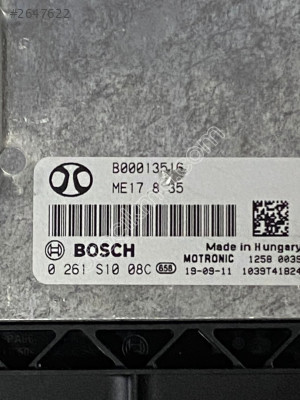 #2647622
B00013516
ME17.8.35
BOSCH
Made in Hungary
MOTRONIC 1258 0039
0 261 S10 08C 658 19-09-11 1039T41824